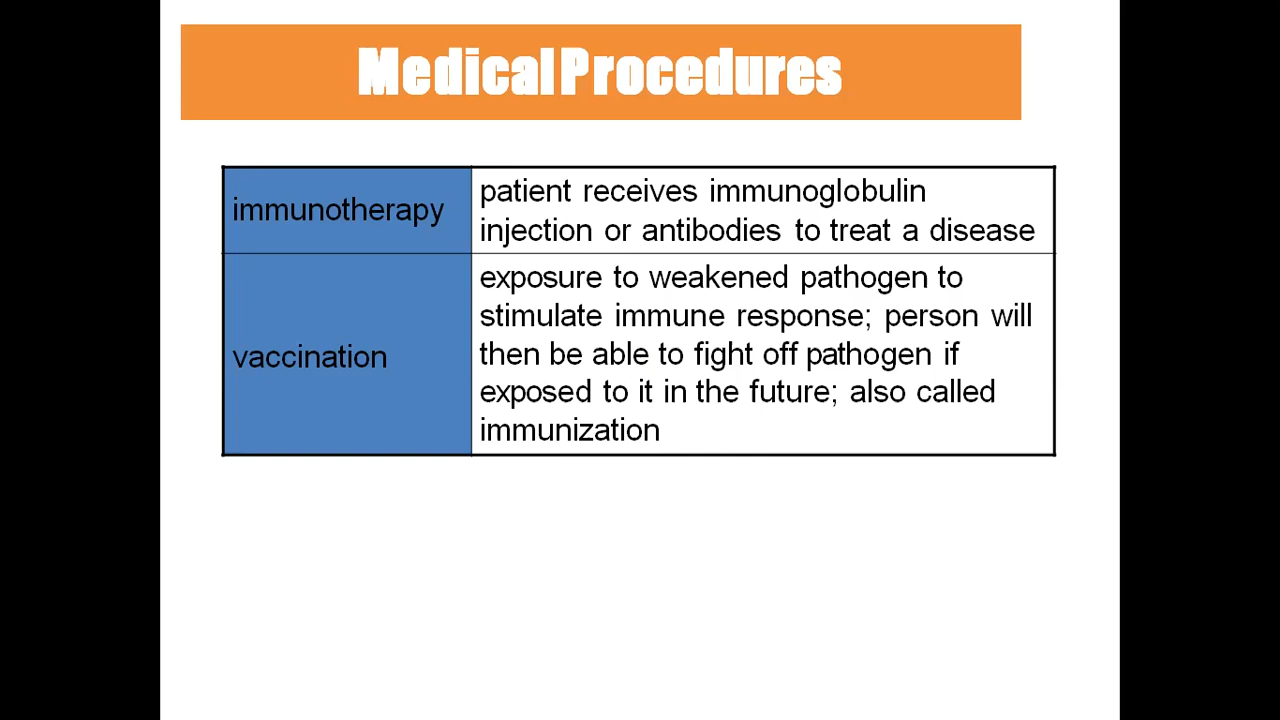 Medical Procedures
immunotherapy
patient receives immunoglobulin
injection or antibodies to treat a disease
vaccination
exposure to weakened pathogen to
stimulate immune response; person will
then be able to fight off pathogen if
exposed to it in the future; also called
immunization